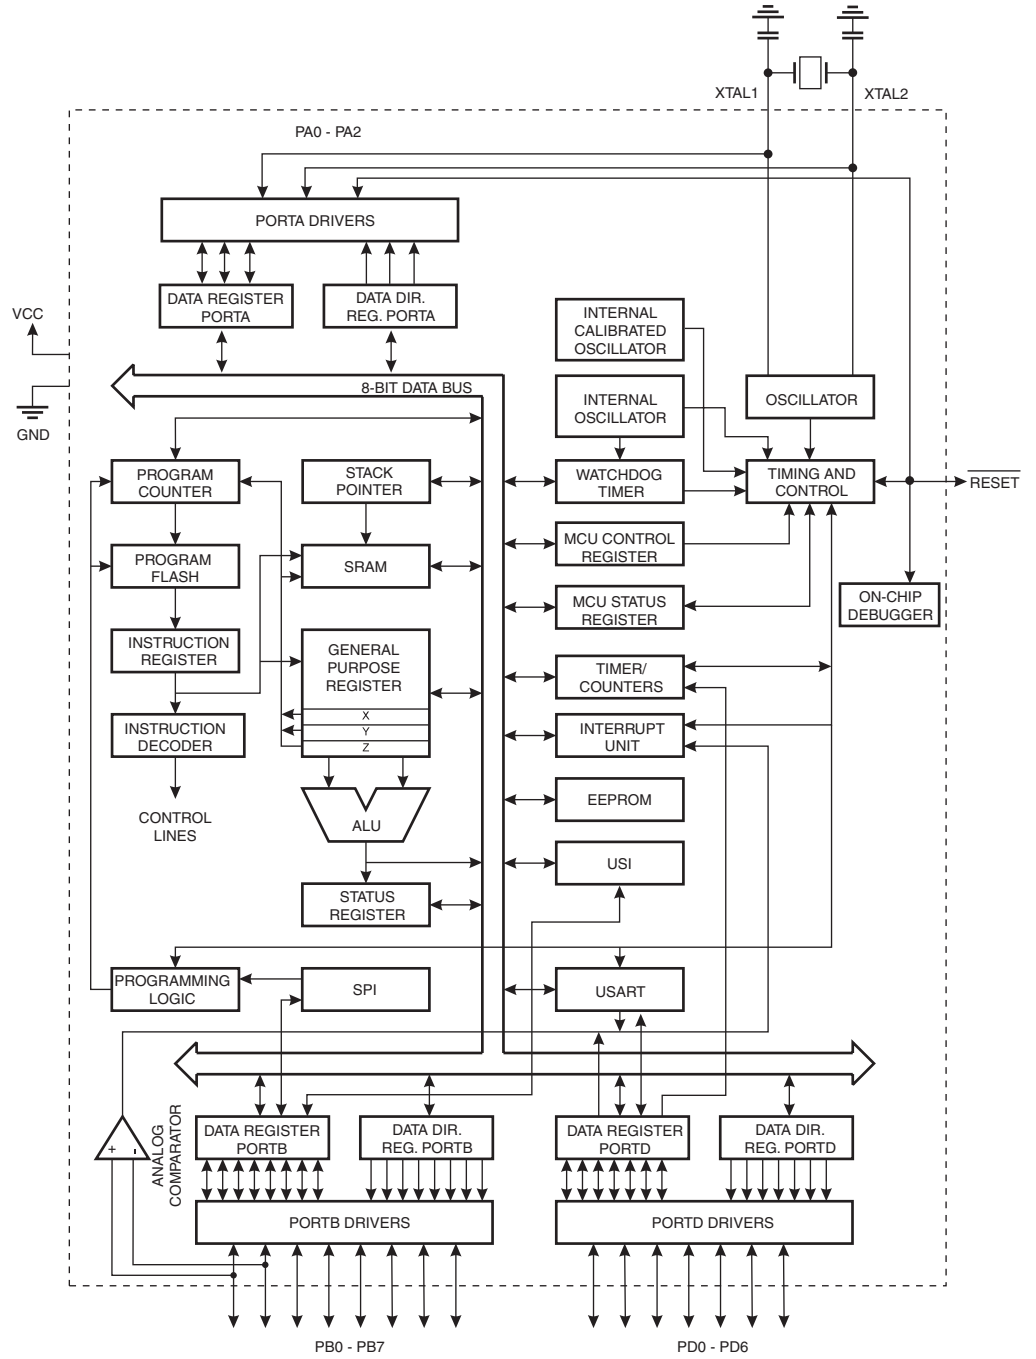 XTAL1
XTAL2
PA0 - PA2
PORTA DRIVERS
DATA REGISTER
PORTA
DATA DIR.
REG. PORTA
VCC
GND
8-BIT DATA BUS
INTERNAL
CALIBRATED
OSCILLATOR
INTERNAL
OSCILLATOR
OSCILLATOR
PROGRAM
COUNTER
STACK
POINTER
WATCHDOG
TIMER
TIMING AND
CONTROL
RESET
PROGRAM
FLASH
SRAM
MCU CONTROL
REGISTER
MCU STATUS
REGISTER
ON-CHIP
DEBUGGER
INSTRUCTION
REGISTER
GENERAL
PURPOSE
REGISTER
X
Y
Z
TIMER/
COUNTERS
INSTRUCTION
DECODER
INTERRUPT
UNIT
CONTROL
LINES
ALU
EEPROM
USI
STATUS
REGISTER
PROGRAMMING
LOGIC
SPI
USART
+
-
ANALOG
COMPARATOR
DATA REGISTER
PORTB
DATA DIR.
REG. PORTB
DATA REGISTER
PORTD
DATA DIR.
REG. PORTD
PORTB DRIVERS
PORTD DRIVERS
PB0 - PB7
PD0 - PD6